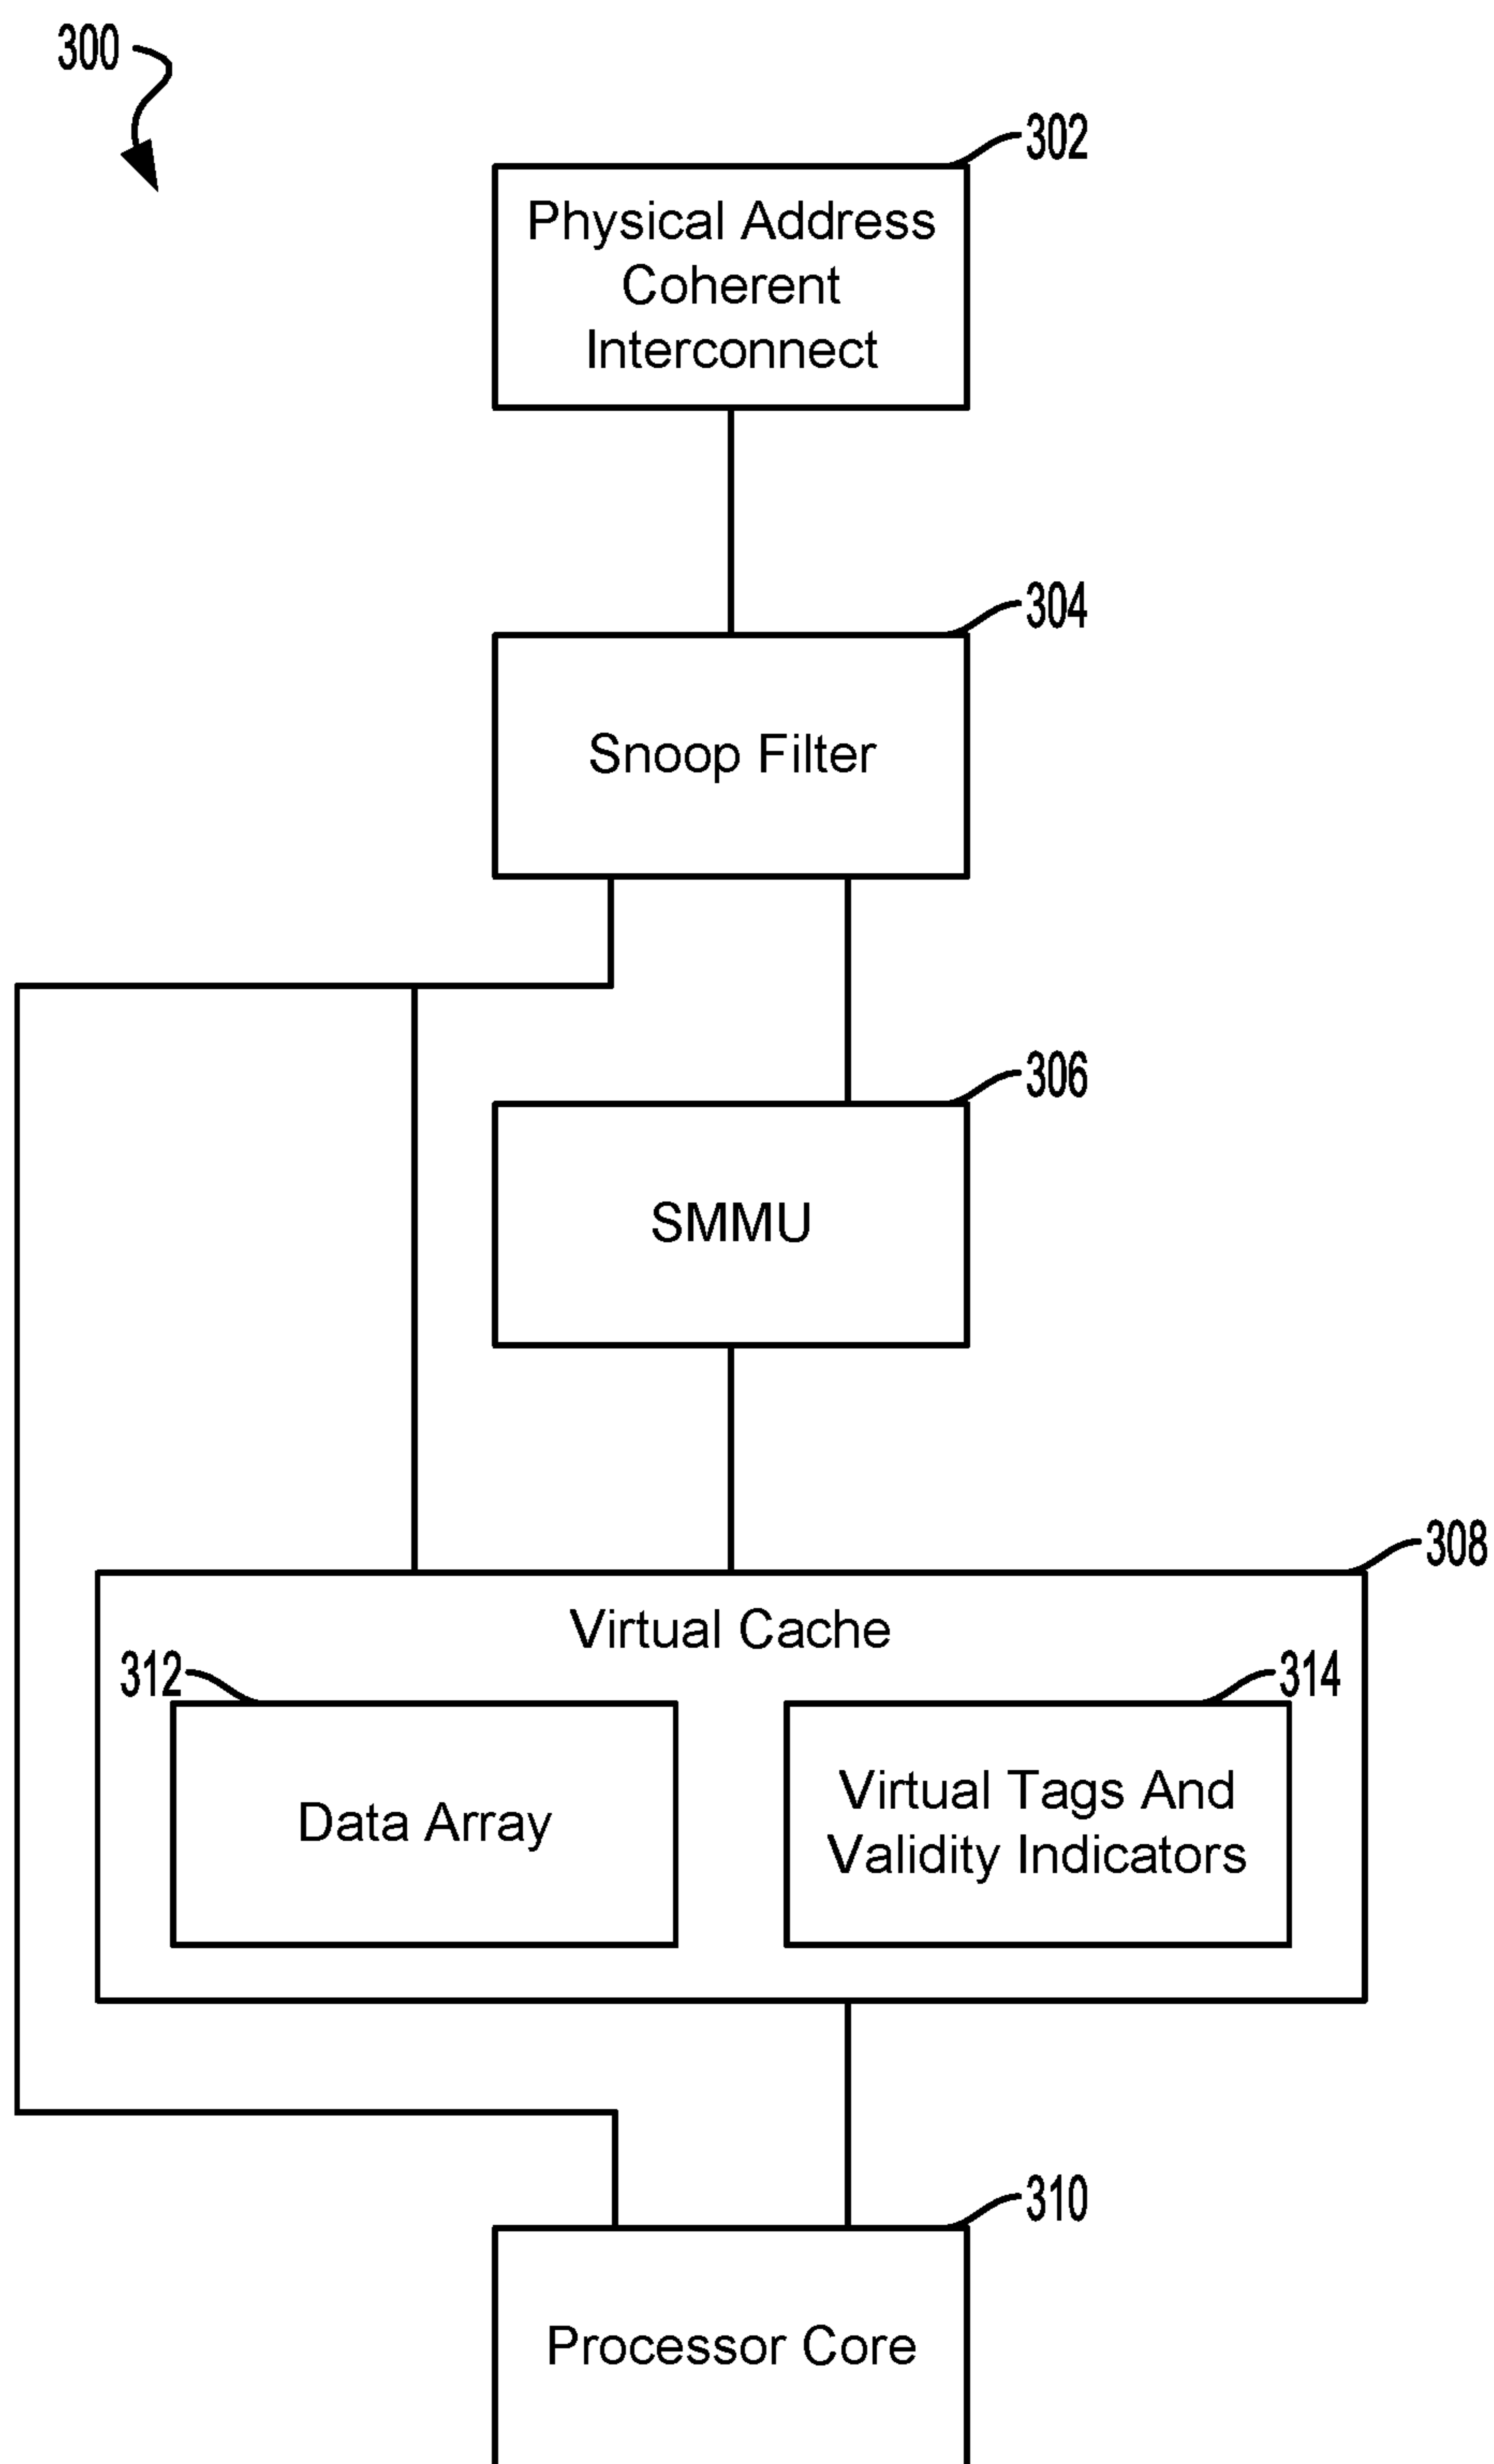 300
302
Physical Address
Coherent
Interconnect
304
Snoop Filter
306
SMMU
308
Virtual Cache
312
314
Data Array
Virtual Tags And
Validity Indicators
310
Processor Core